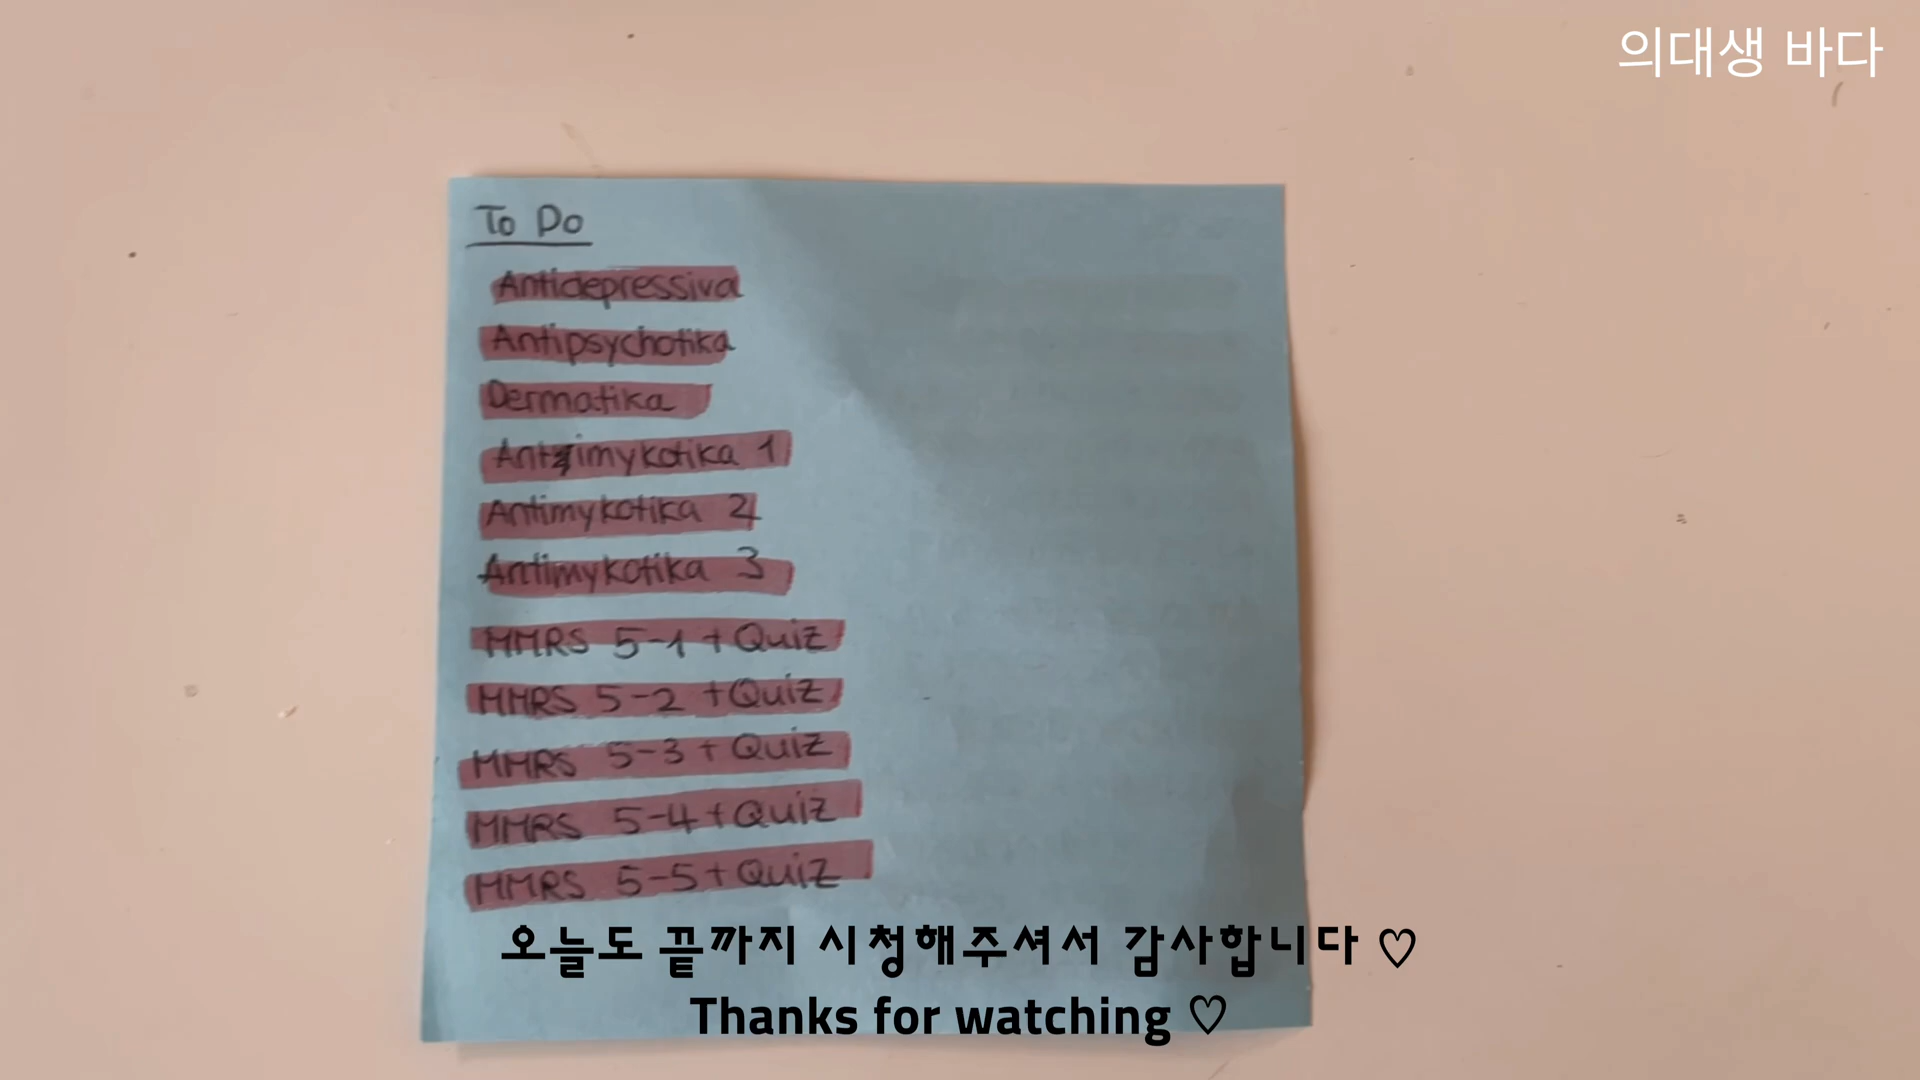 의대생 바다
To Do
Antidepressiva
Antipsychotika
Dermatika
Antimykotika 1
Antimykotika 2
Antimykotika 3
MMRS 5-1 + Quiz
MMRS 5-2 + Quiz
MMRS 5-3 + Quiz
MMRS 5-4 + Quiz
MMRS 5-5 + Quiz
오늘도 끝까지 시청해주셔서 감사합니다 ♡
Thanks for watching ♡